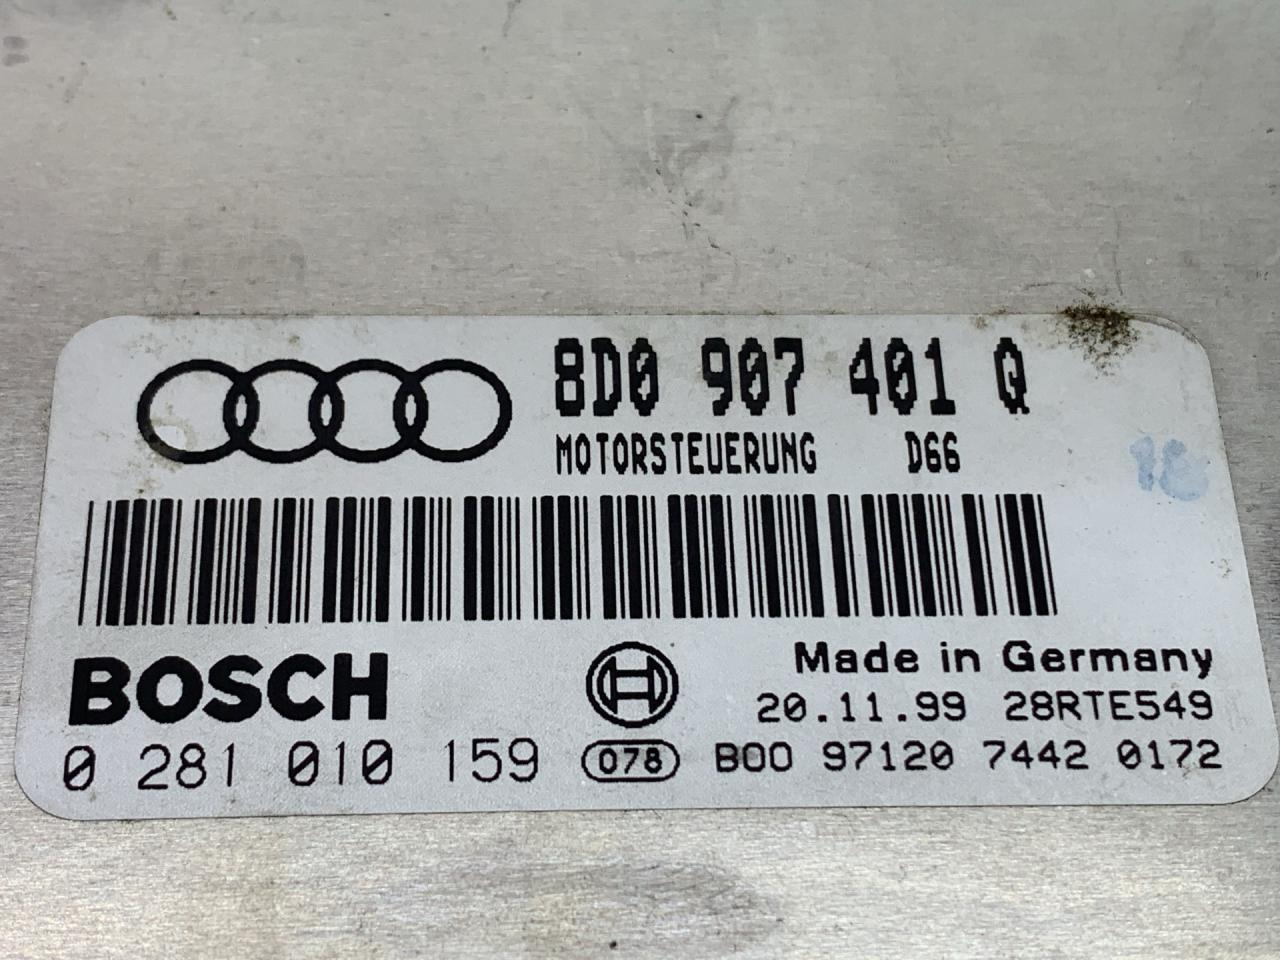 8D0 907 401 Q
MOTORSTEUERUNG D66
18
BOSCH
Made in Germany
20.11.99 28RTE549
0 281 010 159 078 B00 97120 7442 0172